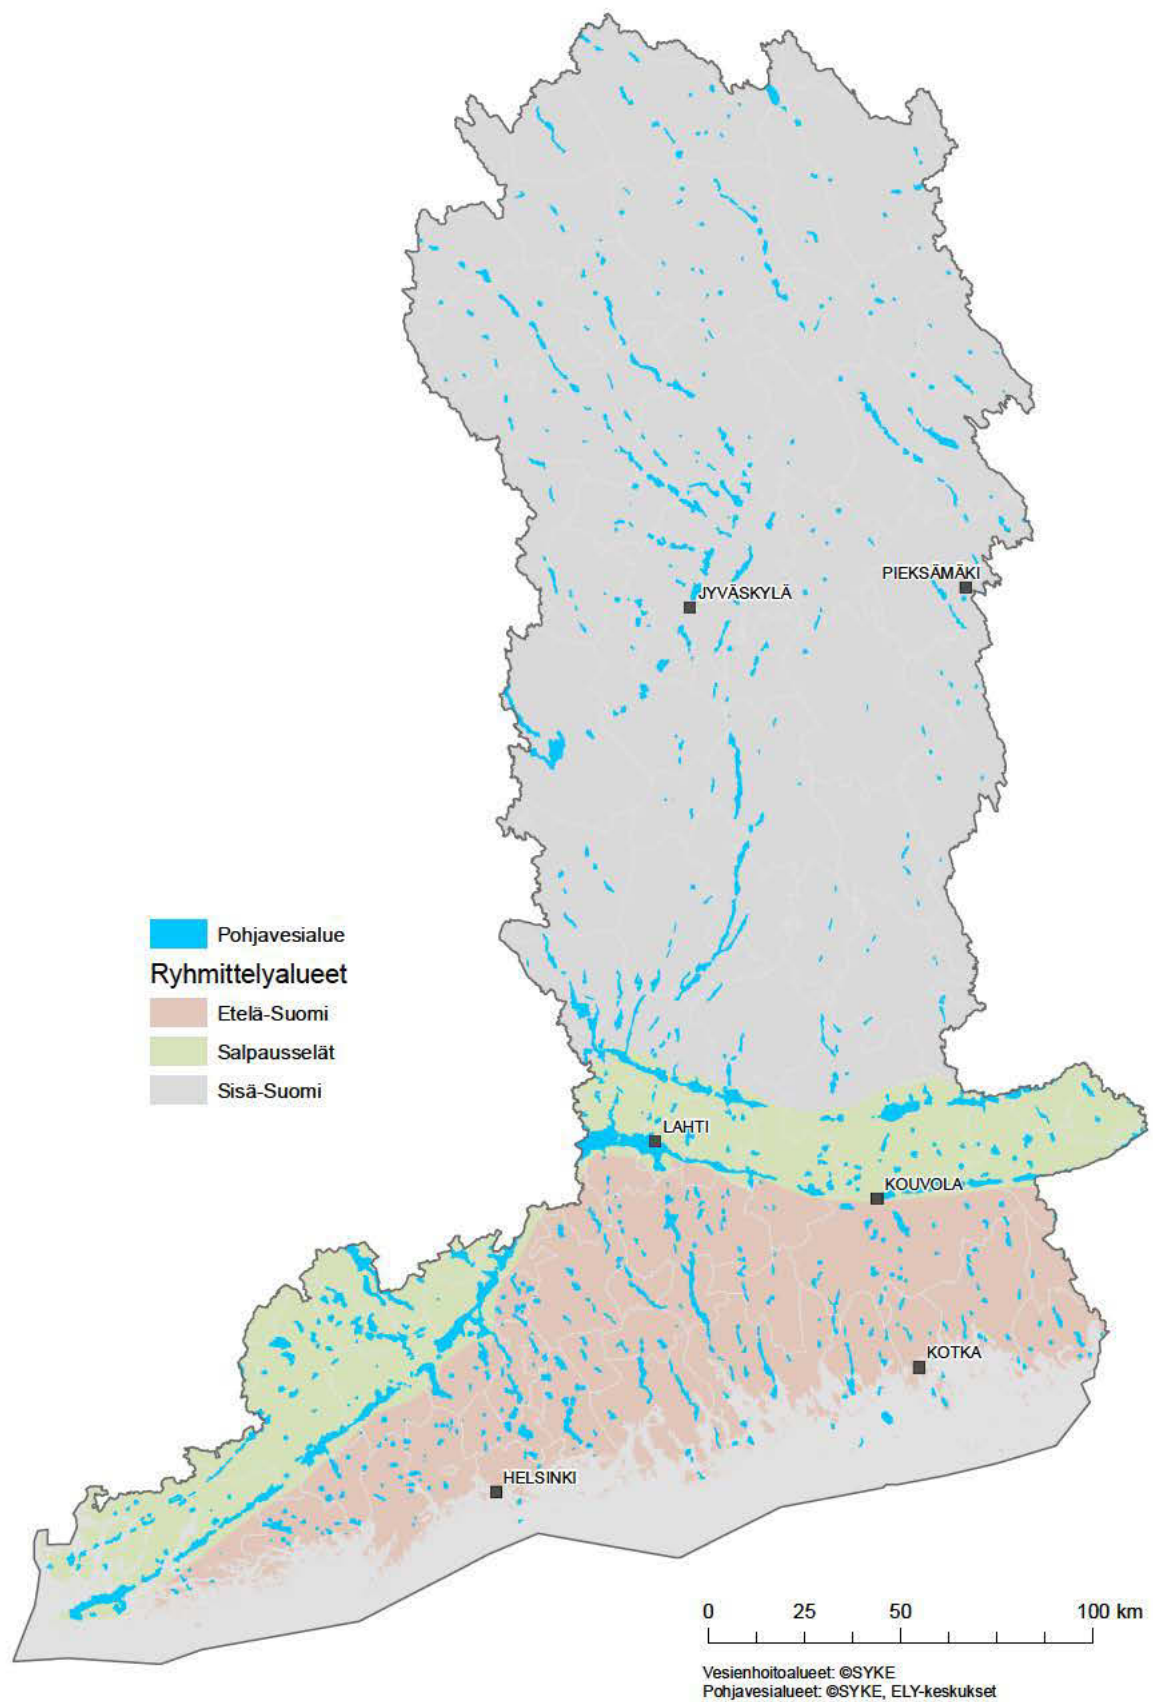 PIEKSÄMÄKI
JYVÄSKYLÄ
Pohjavesialue
Ryhmittelyalueet
Etelä-Suomi
Salpausselät
Sisä-Suomi
LAHTI
KOUVOLA
KOTKA
HELSINKI
0 25 50 100 km
Vesienhoitoalueet: ©SYKE
Pohjavesialueet: ©SYKE, ELY-keskukset